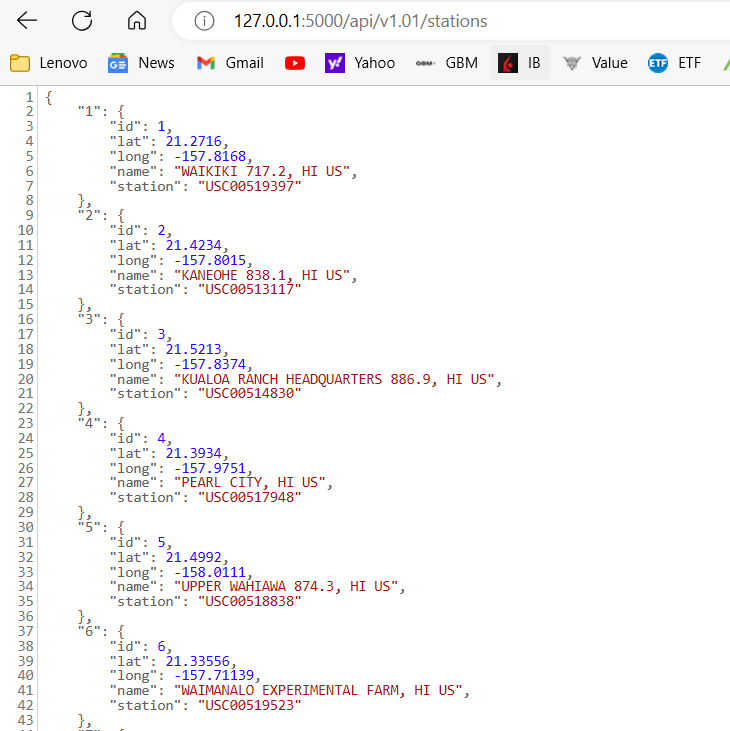 127.0.0.1:5000/api/v1.01/stations
Lenovo News Gmail Yahoo GBM GBM IB Value ETF ETF
1 {
2 "1": {
3 "id": 1,
4 "lat": 21.2716,
5 "long": -157.8168,
6 "name": "WAIKIKI 717.2, HI US",
7 "station": "USC00519397"
8 },
9 "2": {
10 "id": 2,
11 "lat": 21.4234,
12 "long": -157.8015,
13 "name": "KANEOHE 838.1, HI US",
14 "station": "USC00513117"
15 },
16 "3": {
17 "id": 3,
18 "lat": 21.5213,
19 "long": -157.8374,
20 "name": "KUALOA RANCH HEADQUARTERS 886.9, HI US",
21 "station": "USC00514830"
22 },
23 "4": {
24 "id": 4,
25 "lat": 21.3934,
26 "long": -157.9751,
27 "name": "PEARL CITY, HI US",
28 "station": "USC00517948"
29 },
30 "5": {
31 "id": 5,
32 "lat": 21.4992,
33 "long": -158.0111,
34 "name": "UPPER WAHIAWA 874.3, HI US",
35 "station": "USC00518838"
36 },
37 "6": {
38 "id": 6,
39 "lat": 21.33556,
40 "long": -157.71139,
41 "name": "WAIMANALO EXPERIMENTAL FARM, HI US",
42 "station": "USC00519523"
43 },